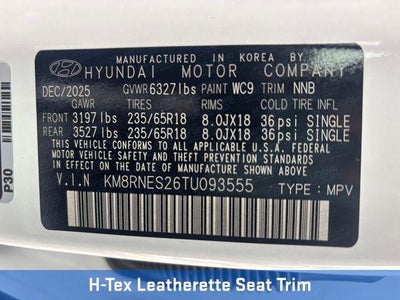 MANUFACTURED IN KOREA BY
HYUNDAI MOTOR COMPANY
DEC/2025 GVWR 6327lbs PAINT WC9 TRIM NNB
GAWR TIRES RIMS COLD TIRE INFL
FRONT 3197lbs 235/65R18 8.0JX18 36psi SINGLE
REAR 3527lbs 235/65R18 8.0JX18 36psi SINGLE
THIS VEHICLE CONFORMS TO ALL APPLICABLE
FEDERAL MOTOR VEHICLE SAFETY STANDARDS
IN EFFECT ON THE DATE OF MANUFACTURE
SHOWN ABOVE.
V.I.N KM8RNES26TU093555 TYPE : MPV
P30
H-Tex Leatherette Seat Trim